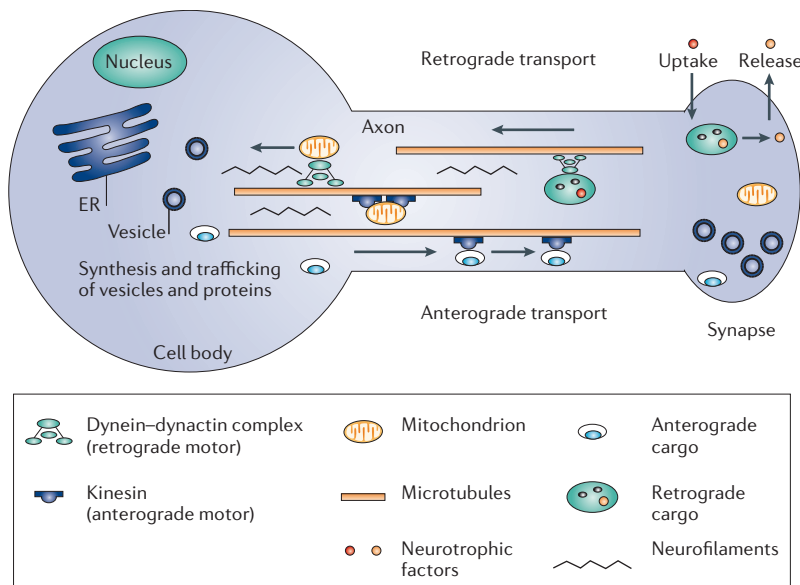 Nucleus
Retrograde transport
Uptake
Release
Axon
ER
Vesicle
Synthesis and trafficking
of vesicles and proteins
Anterograde transport
Synapse
Cell body
Dynein–dynactin complex
(retrograde motor)
Mitochondrion
Anterograde
cargo
Kinesin
(anterograde motor)
Microtubules
Retrograde
cargo
Neurotrophic
factors
Neurofilaments